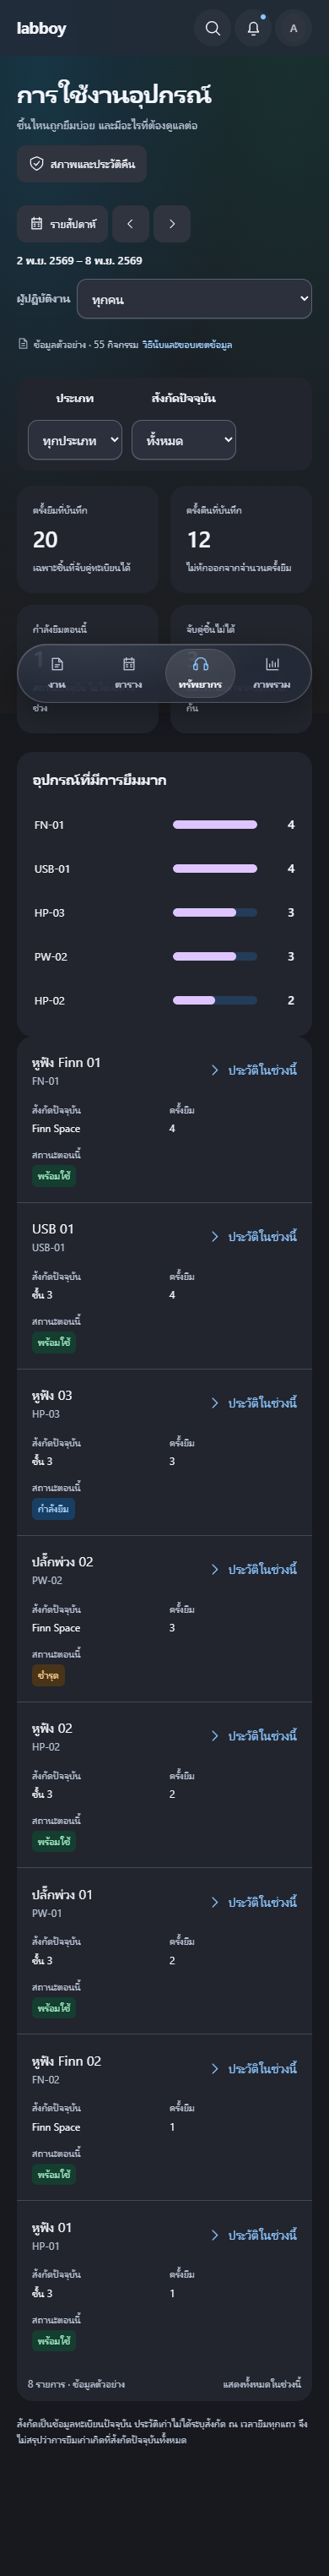 labboy
A
การใช้งานอุปกรณ์
ชิ้นไหนถูกยืมบ่อย และมีอะไรที่ต้องดูแลต่อ
สภาพและประวัติคืน
รายสัปดาห์
2 พ.ย. 2569 – 8 พ.ย. 2569
ผู้ปฏิบัติงาน
ทุกคน
ข้อมูลตัวอย่าง · 55 กิจกรรม วิธีนับและขอบเขตข้อมูล
ประเภท
สังกัดปัจจุบัน
ทุกประเภท
ทั้งหมด
ครั้งยืมที่บันทึก
20
เฉพาะชิ้นที่จับคู่ทะเบียนได้
ครั้งคืนที่บันทึก
12
ไม่หักออกจากจำนวนครั้งยืม
กำลังยืมตอนนี้
จับคู่ชิ้นไม่ได้
งาน
ตาราง
ทรัพยากร
ภาพรวม
ช่วง
กัน
อุปกรณ์ที่มีการยืมมาก
FN-01 4
USB-01 4
HP-03 3
PW-02 3
HP-02 2
หูฟัง Finn 01
FN-01
ประวัติในช่วงนี้
สังกัดปัจจุบัน ครั้งยืม
Finn Space 4
สถานะตอนนี้
พร้อมใช้
USB 01
USB-01
ประวัติในช่วงนี้
สังกัดปัจจุบัน ครั้งยืม
ชั้น 3 4
สถานะตอนนี้
พร้อมใช้
หูฟัง 03
HP-03
ประวัติในช่วงนี้
สังกัดปัจจุบัน ครั้งยืม
ชั้น 3 3
สถานะตอนนี้
กำลังยืม
ปลั๊กพ่วง 02
PW-02
ประวัติในช่วงนี้
สังกัดปัจจุบัน ครั้งยืม
Finn Space 3
สถานะตอนนี้
ชำรุด
หูฟัง 02
HP-02
ประวัติในช่วงนี้
สังกัดปัจจุบัน ครั้งยืม
ชั้น 3 2
สถานะตอนนี้
พร้อมใช้
ปลั๊กพ่วง 01
PW-01
ประวัติในช่วงนี้
สังกัดปัจจุบัน ครั้งยืม
ชั้น 3 2
สถานะตอนนี้
พร้อมใช้
หูฟัง Finn 02
FN-02
ประวัติในช่วงนี้
สังกัดปัจจุบัน ครั้งยืม
Finn Space 1
สถานะตอนนี้
พร้อมใช้
หูฟัง 01
HP-01
ประวัติในช่วงนี้
สังกัดปัจจุบัน ครั้งยืม
ชั้น 3 1
สถานะตอนนี้
พร้อมใช้
8 รายการ · ข้อมูลตัวอย่าง แสดงทั้งหมดในช่วงนี้
สังกัดเป็นข้อมูลทะเบียนปัจจุบัน ประวัติเก่าไม่ได้ระบุสังกัด ณ เวลายืมทุกแถว จึง
ไม่สรุปว่าการยืมเก่าเกิดที่สังกัดปัจจุบันทั้งหมด